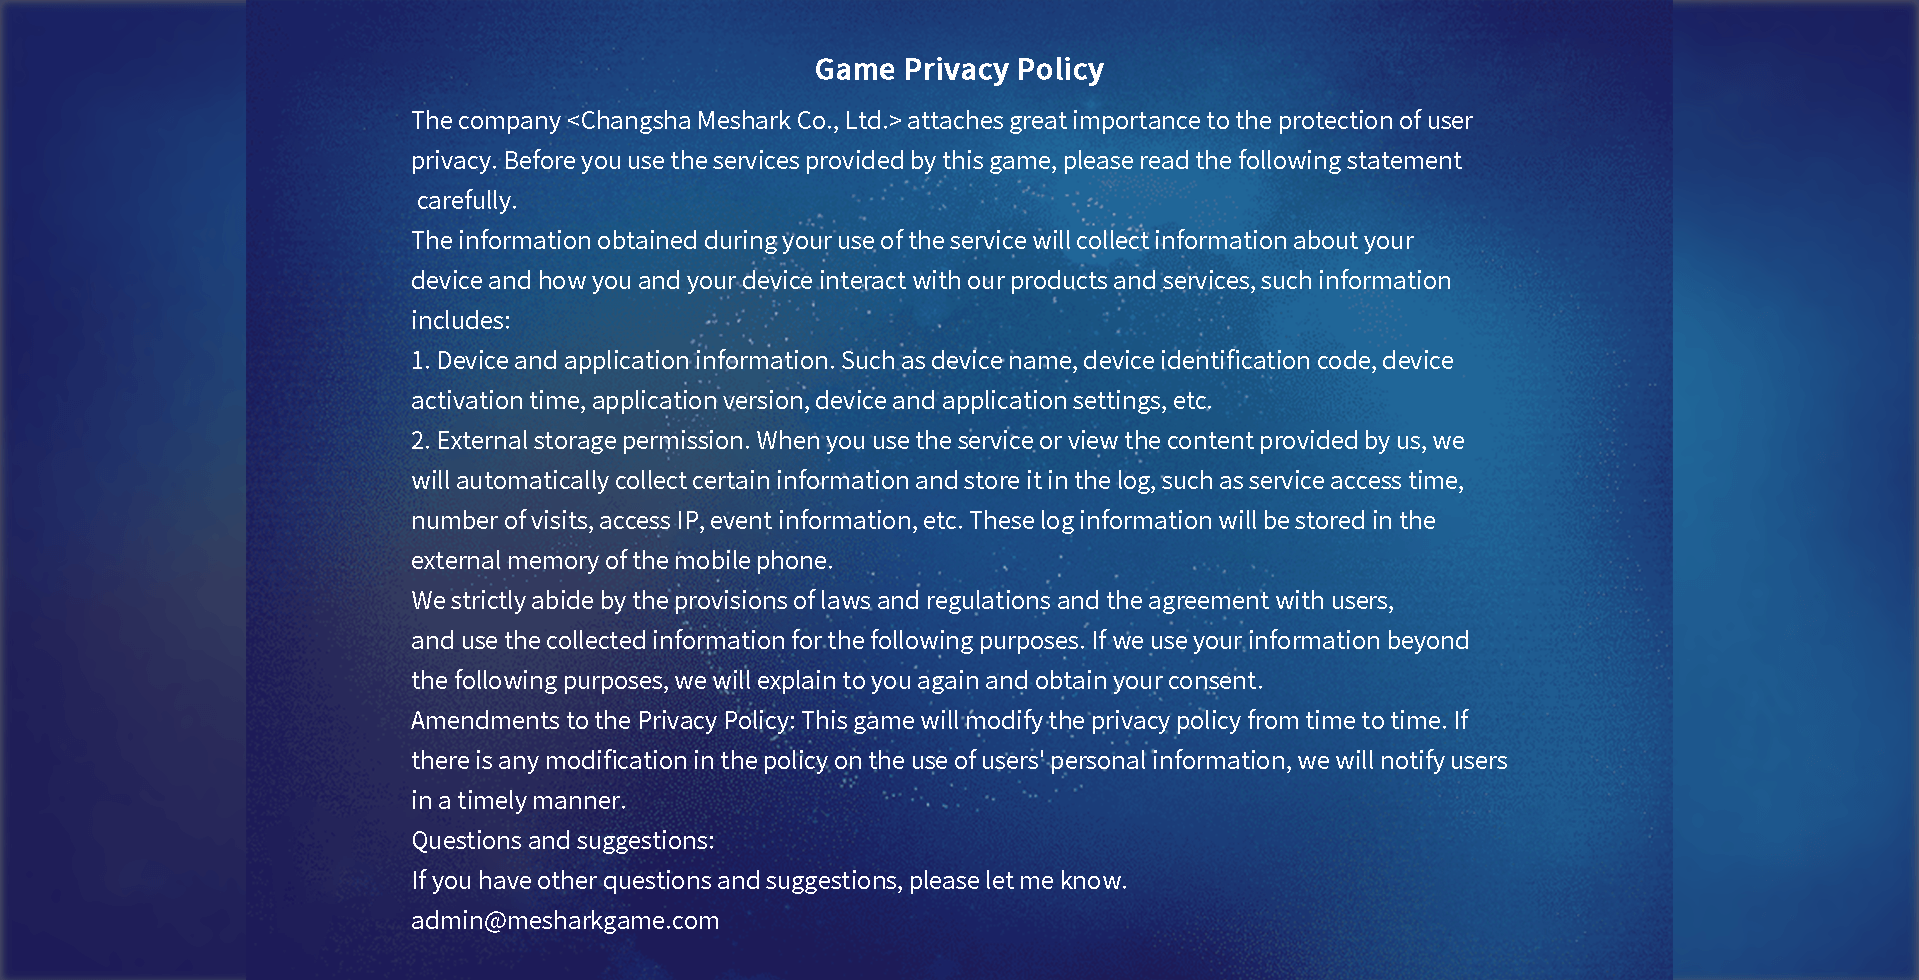 Game Privacy Policy
The company <Changsha Meshark Co., Ltd.> attaches great importance to the protection of user
privacy. Before you use the services provided by this game, please read the following statement
carefully.
The information obtained during your use of the service will collect information about your
device and how you and your device interact with our products and services, such information
includes:
1. Device and application information. Such as device name, device identification code, device
activation time, application version, device and application settings, etc.
2. External storage permission. When you use the service or view the content provided by us, we
will automatically collect certain information and store it in the log, such as service access time,
number of visits, access IP, event information, etc. These log information will be stored in the
external memory of the mobile phone.
We strictly abide by the provisions of laws and regulations and the agreement with users,
and use the collected information for the following purposes. If we use your information beyond
the following purposes, we will explain to you again and obtain your consent.
Amendments to the Privacy Policy: This game will modify the privacy policy from time to time. If
there is any modification in the policy on the use of users' personal information, we will notify users
in a timely manner.
Questions and suggestions:
If you have other questions and suggestions, please let me know.
admin@mesharkgame.com